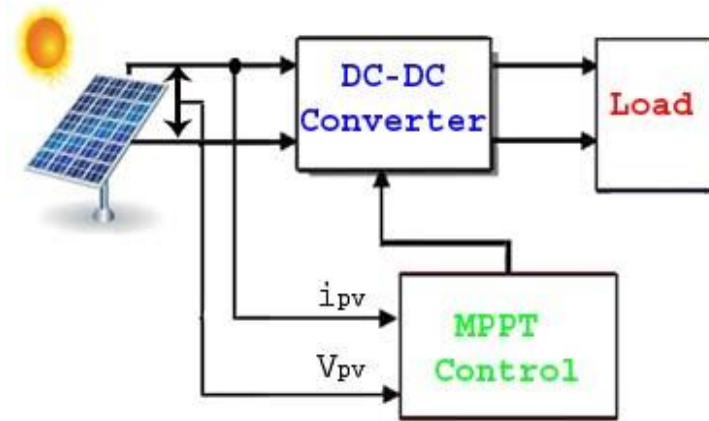 DC-DC
Converter
Load
ipv
MPPT
Control
Vpv